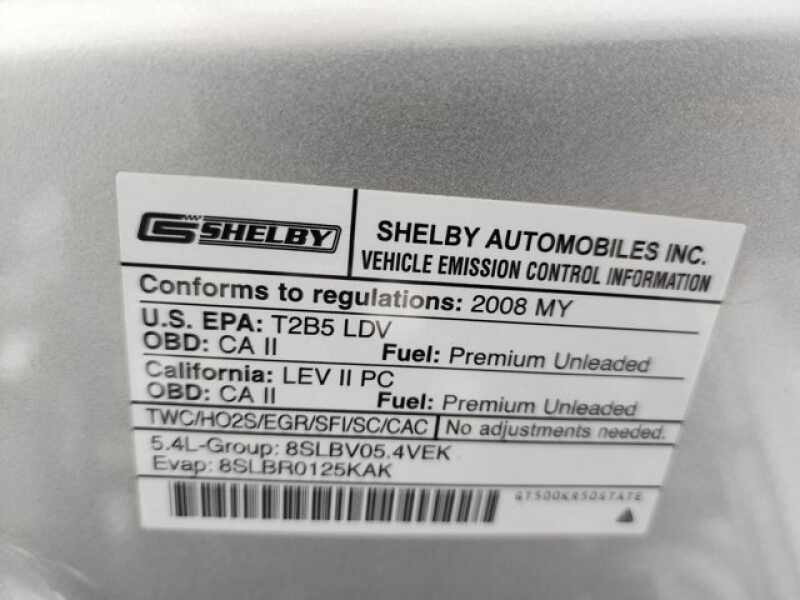 SHELBY
SHELBY AUTOMOBILES INC.
VEHICLE EMISSION CONTROL INFORMATION
Conforms to regulations: 2008 MY
U.S. EPA: T2B5 LDV
OBD: CA II Fuel: Premium Unleaded
California: LEV II PC
OBD: CA II Fuel: Premium Unleaded
TWC/HO2S/EGR/SFI/SC/CAC No adjustments needed.
5.4L-Group: 8SLBV05.4VEK
Evap: 8SLBR0125KAK